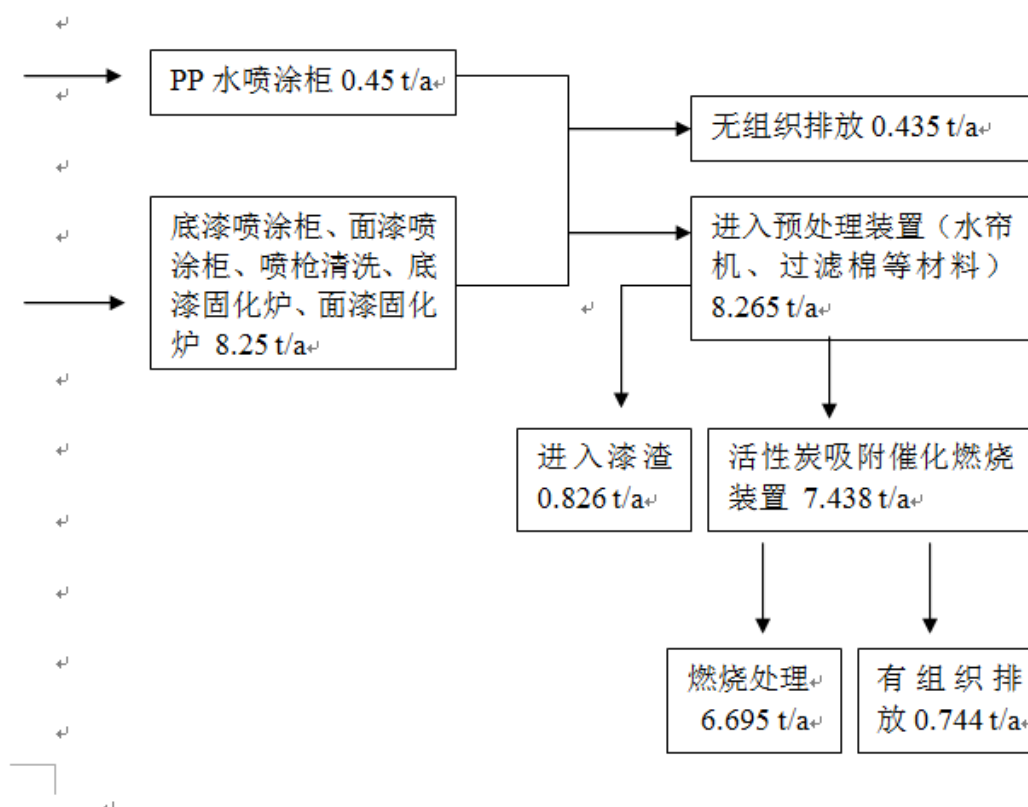 PP 水喷涂柜 0.45 t/a
无组织排放 0.435 t/a
底漆喷涂柜、面漆喷
涂柜、喷枪清洗、底
漆固化炉、面漆固化
炉 8.25 t/a
进入预处理装置（水帘
机、过滤棉等材料）
8.265 t/a
进入漆渣
0.826 t/a
活性炭吸附催化燃烧
装置 7.438 t/a
燃烧处理
6.695 t/a
有组织排
放 0.744 t/a